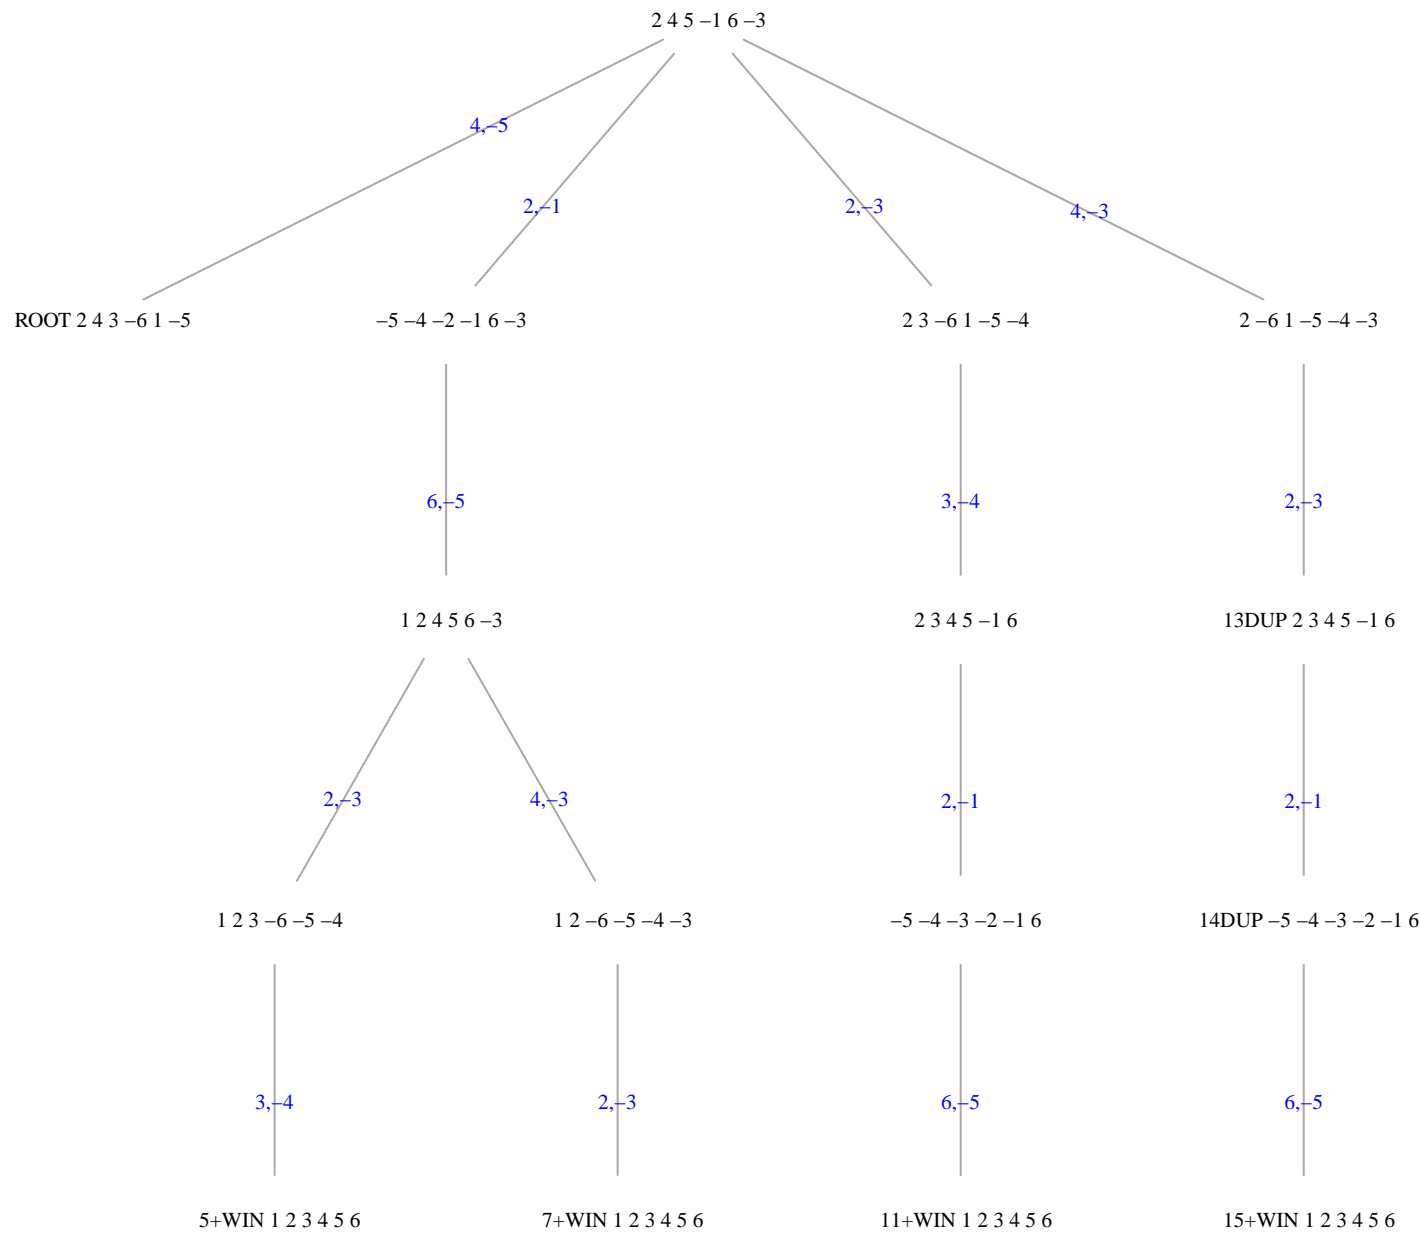 2 4 5 –1 6 –3
4,–5
2,–1
2,–3
4,–3
ROOT 2 4 3 –6 1 –5
–5 –4 –2 –1 6 –3
2 3 –6 1 –5 –4
2 –6 1 –5 –4 –3
6,–5
3,–4
2,–3
1 2 4 5 6 –3
2 3 4 5 –1 6
13DUP 2 3 4 5 –1 6
2,–3
4,–3
2,–1
2,–1
1 2 3 –6 –5 –4
1 2 –6 –5 –4 –3
–5 –4 –3 –2 –1 6
14DUP –5 –4 –3 –2 –1 6
3,–4
2,–3
6,–5
6,–5
5+WIN 1 2 3 4 5 6
7+WIN 1 2 3 4 5 6
11+WIN 1 2 3 4 5 6
15+WIN 1 2 3 4 5 6